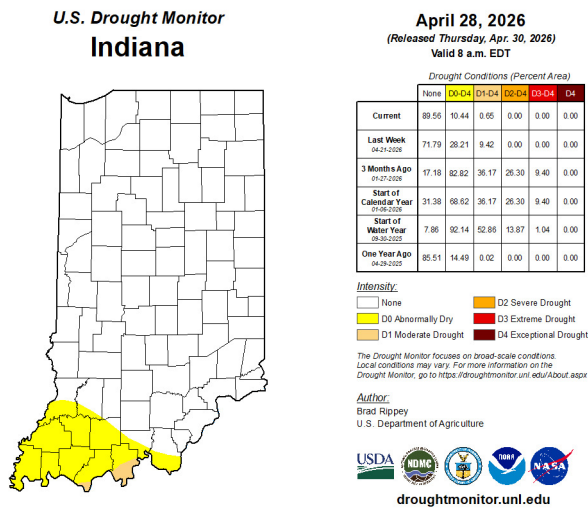 U.S. Drought Monitor
Indiana
April 28, 2026
(Released Thursday, Apr. 30, 2026)
Valid 8 a.m. EDT
Drought Conditions (Percent Area)
None D0-D4 D1-D4 D2-D4 D3-D4 D4
Current 89.56 10.44 0.65 0.00 0.00 0.00
Last Week
04-21-2026 71.79 28.21 9.42 0.00 0.00 0.00
3 Months Ago
01-27-2026 17.18 82.82 36.17 26.30 9.40 0.00
Start of
Calendar Year
01-06-2026 31.38 68.62 36.17 26.30 9.40 0.00
Start of
Water Year
09-30-2025 7.86 92.14 52.86 13.87 1.04 0.00
One Year Ago
04-29-2025 85.51 14.49 0.02 0.00 0.00 0.00
Intensity:
None
D0 Abnormally Dry
D1 Moderate Drought
D2 Severe Drought
D3 Extreme Drought
D4 Exceptional Drought
The Drought Monitor focuses on broad-scale conditions.
Local conditions may vary. For more information on the
Drought Monitor, go to https://droughtmonitor.unl.edu/About.aspx
Author:
Brad Rippey
U.S. Department of Agriculture
USDA
NDMC
NOAA
NASA
droughtmonitor.unl.edu